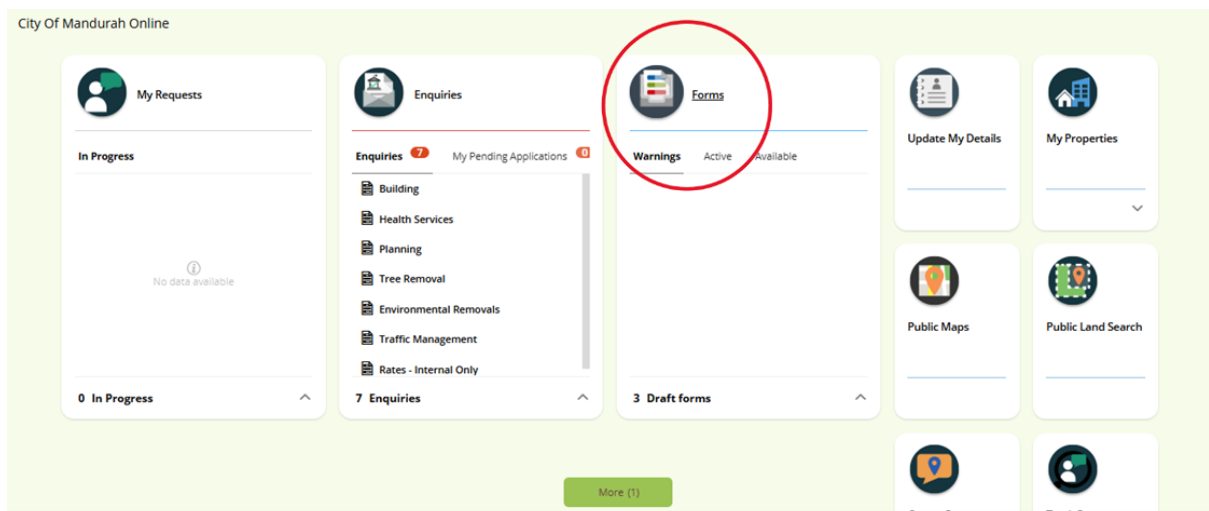 City Of Mandurah Online
My Requests
In Progress
No data available
0 In Progress
Enquiries
Enquiries 7 My Pending Applications 0
Building
Health Services
Planning
Tree Removal
Environmental Removals
Traffic Management
Rates - Internal Only
7 Enquiries
Forms
Warnings Active Available
3 Draft forms
Update My Details
My Properties
Public Maps
Public Land Search
More (1)